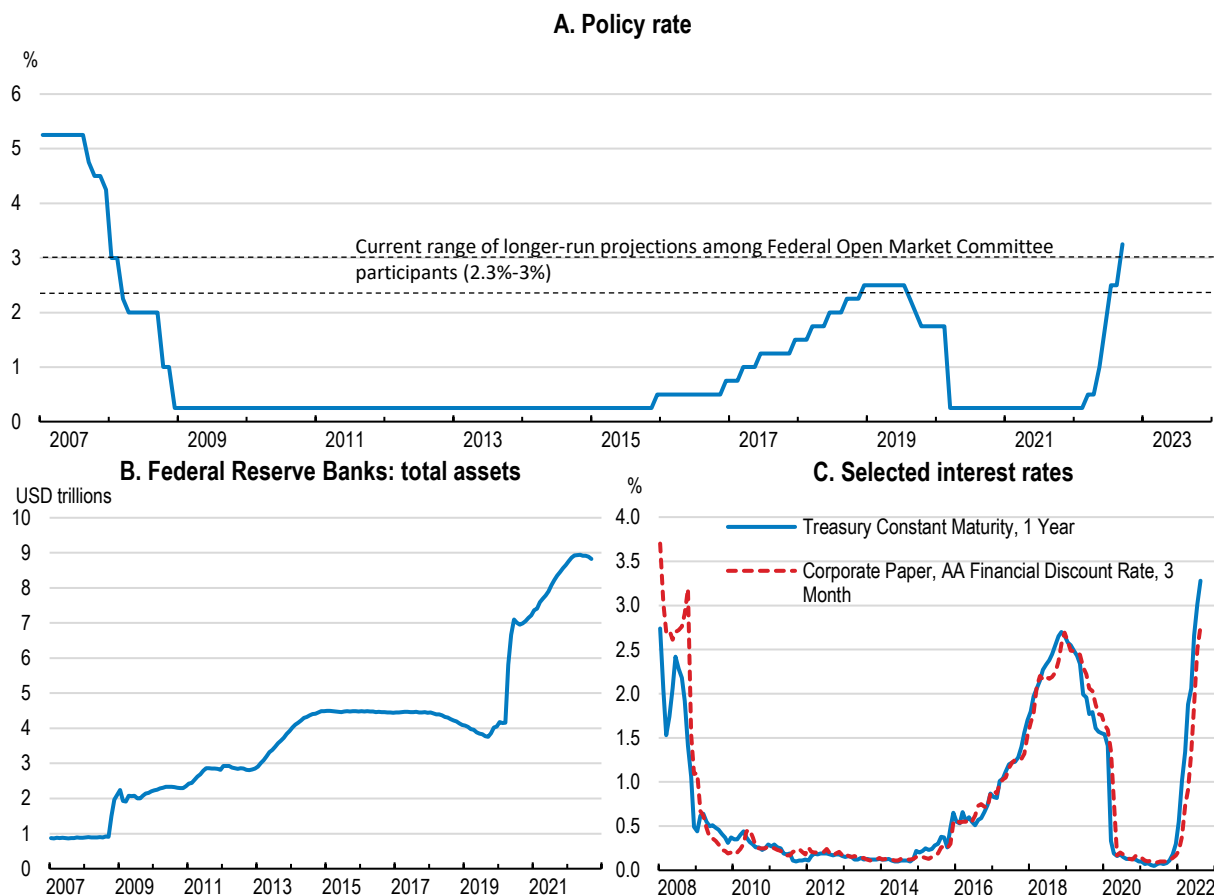 A. Policy rate
%
6
5
4
3
2
1
0
Current range of longer-run projections among Federal Open Market Committee
participants (2.3%-3%)
2007 2009 2011 2013 2015 2017 2019 2021 2023
B. Federal Reserve Banks: total assets
USD trillions
10
9
8
7
6
5
4
3
2
1
0
2007 2009 2011 2013 2015 2017 2019 2021
C. Selected interest rates
%
4.0
3.5
3.0
2.5
2.0
1.5
1.0
0.5
0.0
Treasury Constant Maturity, 1 Year
Corporate Paper, AA Financial Discount Rate, 3
Month
2008 2010 2012 2014 2016 2018 2020 2022